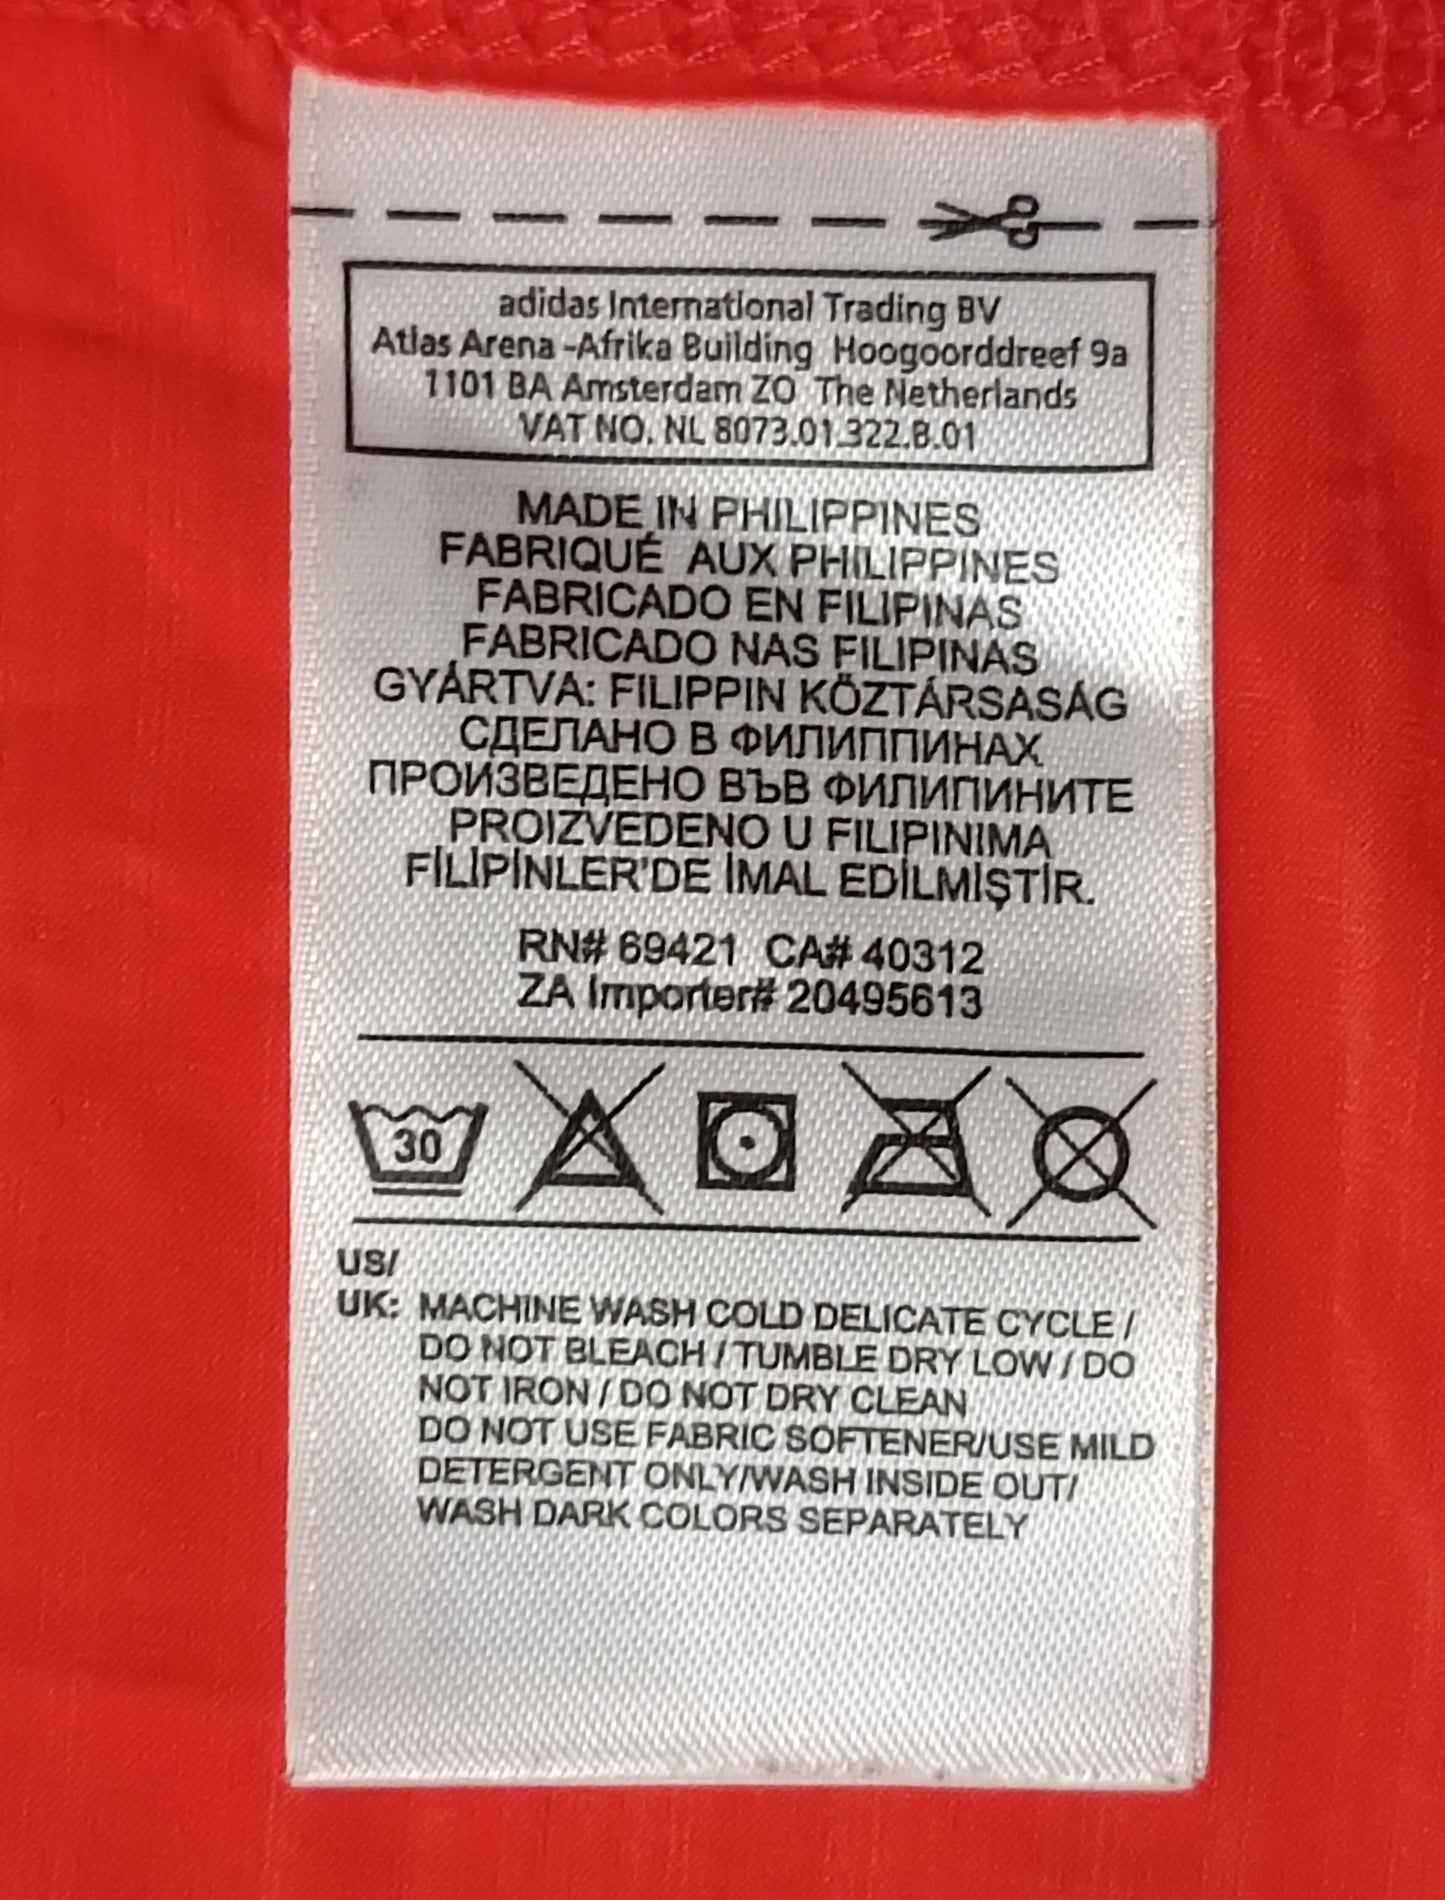 adidas International Trading BV
Atlas Arena -Afrika Building Hoogoorddreef 9a
1101 BA Amsterdam ZO The Netherlands
VAT NO. NL 8073.01.322.B.01
MADE IN PHILIPPINES
FABRIQUÉ AUX PHILIPPINES
FABRICADO EN FILIPINAS
FABRICADO NAS FILIPINAS
GYÁRTVA: FILIPPIN KÖZTÁRSASÁG
СДЕЛАНО В ФИЛИППИНАХ
ПРОИЗВЕДЕНО ВЪВ ФИЛИПИНИТЕ
PROIZVEDENO U FILIPINIMA
FİLİPİNLER'DE İMAL EDİLMİŞTİR.
RN# 69421 CA# 40312
ZA Importer# 20495613
30
US/
UK: MACHINE WASH COLD DELICATE CYCLE /
DO NOT BLEACH / TUMBLE DRY LOW / DO
NOT IRON / DO NOT DRY CLEAN
DO NOT USE FABRIC SOFTENER/USE MILD
DETERGENT ONLY/WASH INSIDE OUT/
WASH DARK COLORS SEPARATELY